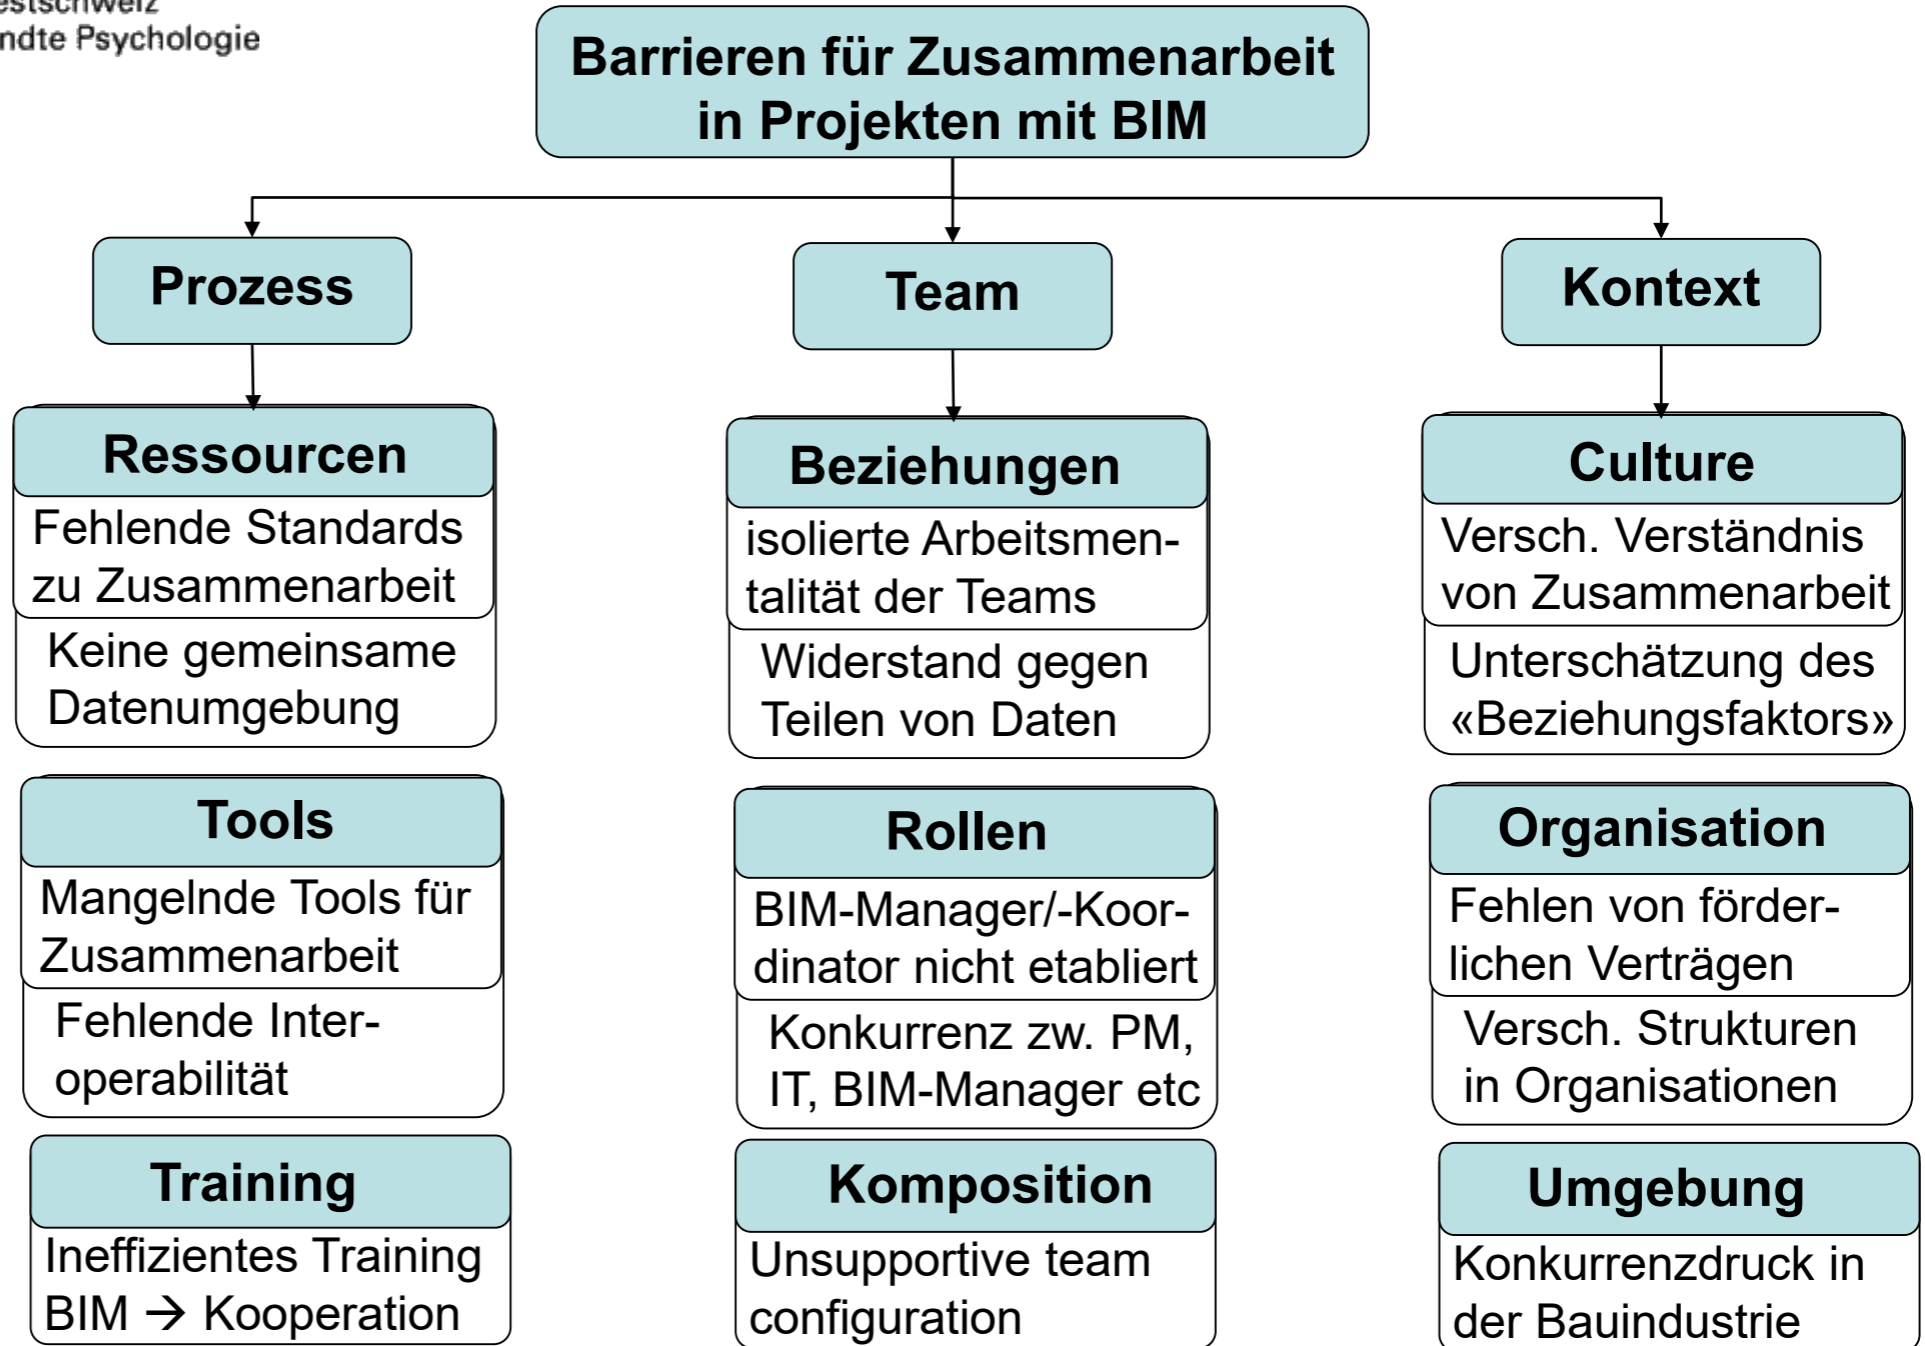 ndte Psychologie
Barrieren für Zusammenarbeit
in Projekten mit BIM
Prozess
Team
Kontext
Ressourcen
Fehlende Standards
zu Zusammenarbeit
Keine gemeinsame
Datenumgebung
Tools
Mangelnde Tools für
Zusammenarbeit
Fehlende Inter-
operabilität
Training
Ineffizientes Training
BIM → Kooperation
Beziehungen
isolierte Arbeitsmen-
talität der Teams
Widerstand gegen
Teilen von Daten
Rollen
BIM-Manager/-Koor-
dinator nicht etabliert
Konkurrenz zw. PM,
IT, BIM-Manager etc
Komposition
Unsupportive team
configuration
Culture
Versch. Verständnis
von Zusammenarbeit
Unterschätzung des
«Beziehungsfaktors»
Organisation
Fehlen von förder-
lichen Verträgen
Versch. Strukturen
in Organisationen
Umgebung
Konkurrenzdruck in
der Bauindustrie